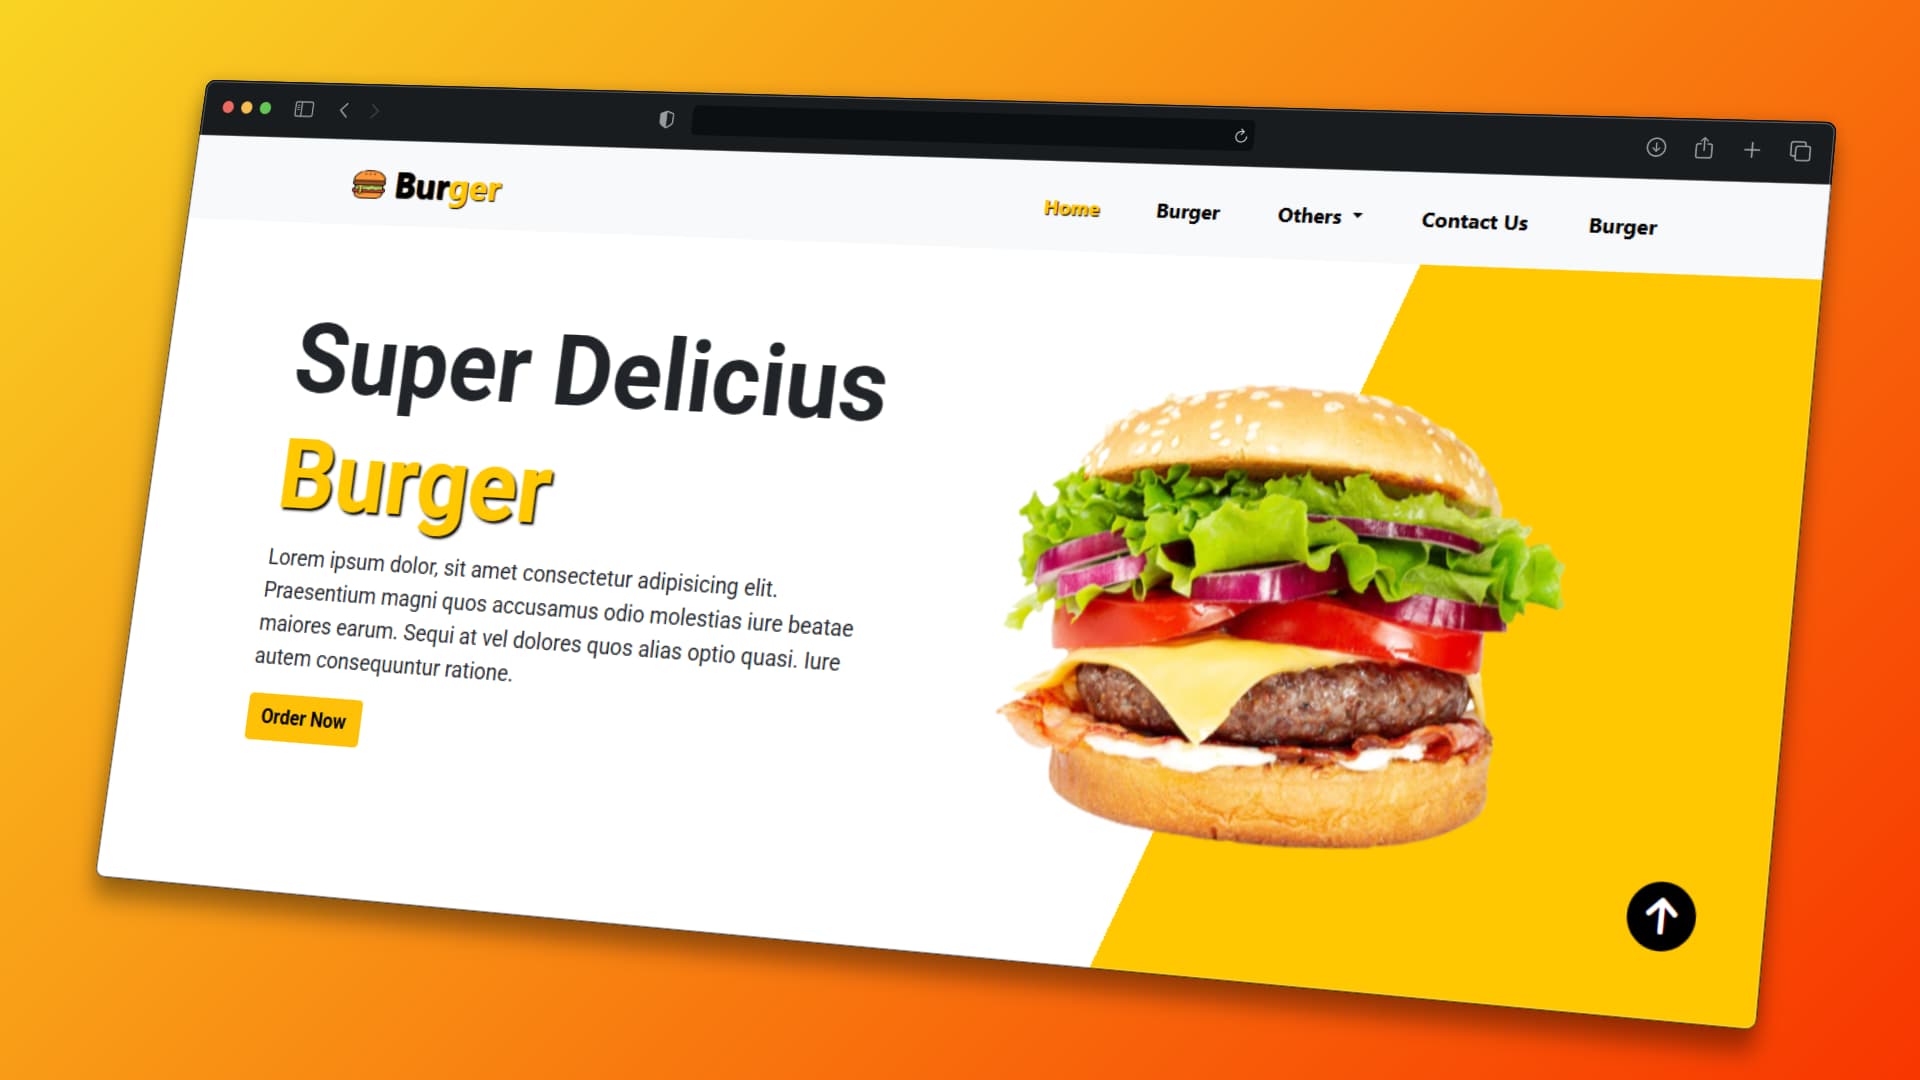 Burger
Home
Burger
Others
Contact Us
Burger
Super Delicius
Burger
Lorem ipsum dolor, sit amet consectetur adipisicing elit.
Praesentium magni quos accusamus odio molestias iure beatae
maiores earum. Sequi at vel dolores quos alias optio quasi. Iure
autem consequuntur ratione.
Order Now